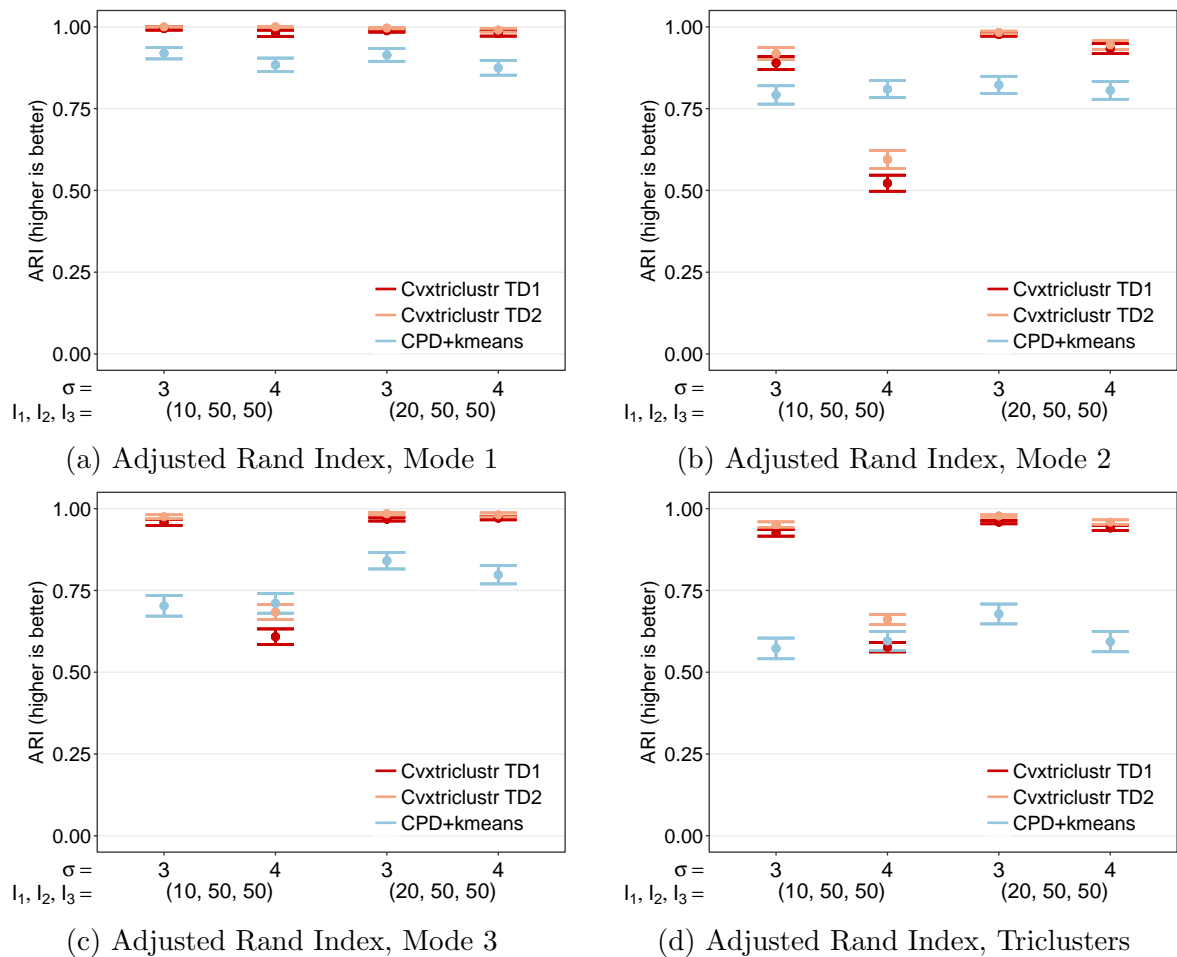 1.00
0.75
0.50
0.25
0.00
ARI (higher is better)
Cvxtriclustr TD1
Cvxtriclustr TD2
CPD+kmeans
σ = 3 4 3 4
I₁, I₂, I₃ = (10, 50, 50) (20, 50, 50)
(a) Adjusted Rand Index, Mode 1
1.00
0.75
0.50
0.25
0.00
ARI (higher is better)
Cvxtriclustr TD1
Cvxtriclustr TD2
CPD+kmeans
σ = 3 4 3 4
I₁, I₂, I₃ = (10, 50, 50) (20, 50, 50)
(b) Adjusted Rand Index, Mode 2
1.00
0.75
0.50
0.25
0.00
ARI (higher is better)
Cvxtriclustr TD1
Cvxtriclustr TD2
CPD+kmeans
σ = 3 4 3 4
I₁, I₂, I₃ = (10, 50, 50) (20, 50, 50)
(c) Adjusted Rand Index, Mode 3
1.00
0.75
0.50
0.25
0.00
ARI (higher is better)
Cvxtriclustr TD1
Cvxtriclustr TD2
CPD+kmeans
σ = 3 4 3 4
I₁, I₂, I₃ = (10, 50, 50) (20, 50, 50)
(d) Adjusted Rand Index, Triclusters